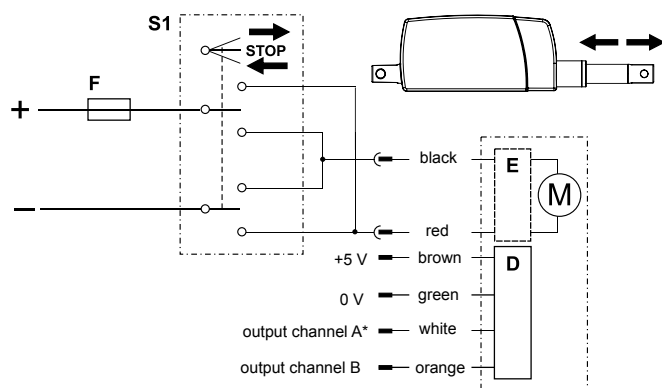 S1
STOP
F
+
−
black
E
M
red
+5 V
brown
D
0 V
green
output channel A*
white
output channel B
orange